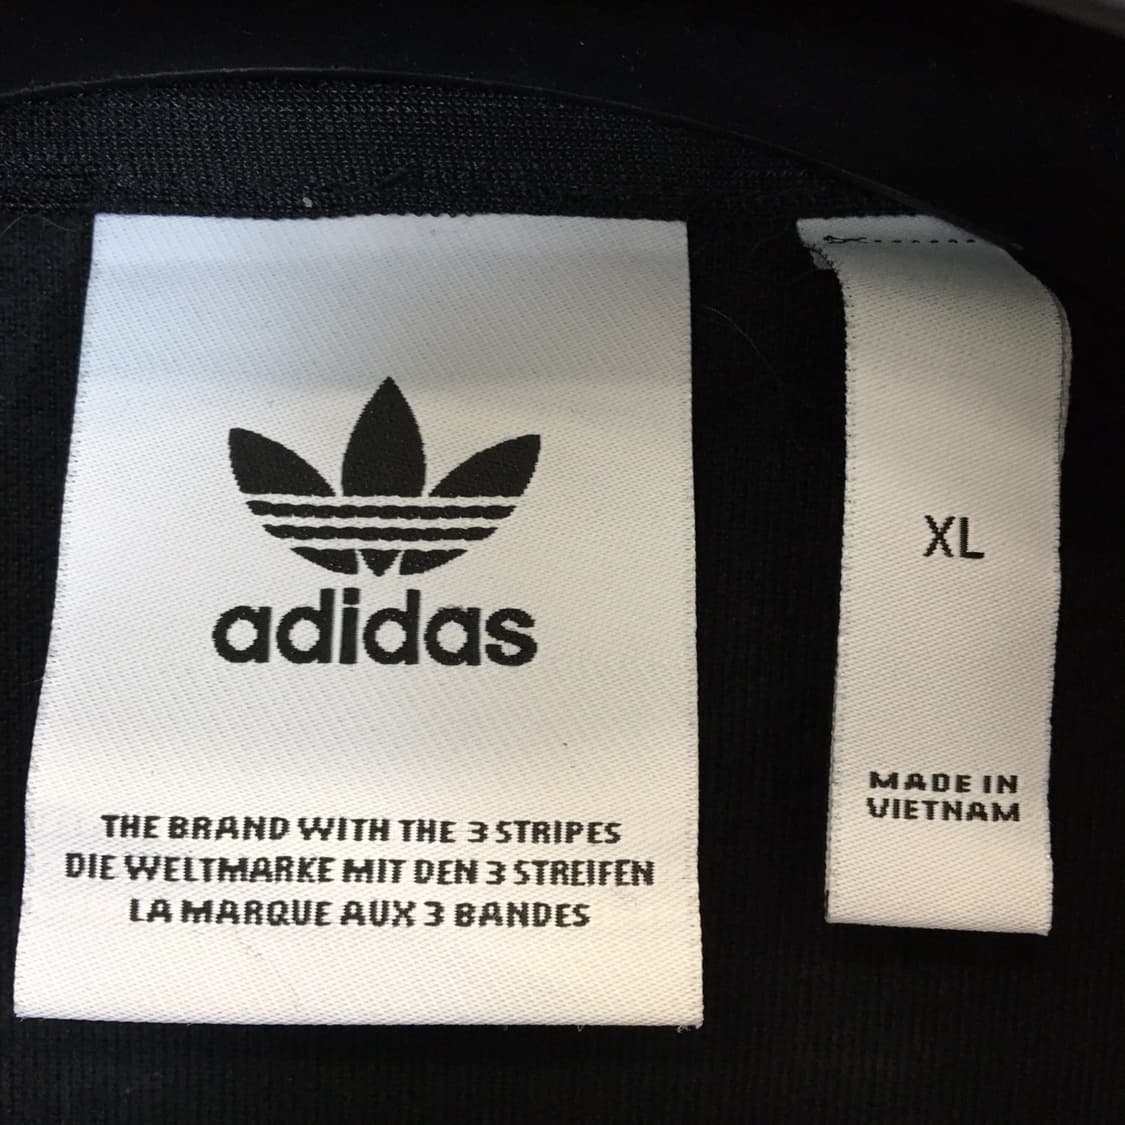 adidas
THE BRAND WITH THE 3 STRIPES
DIE WELTMARKE MIT DEN 3 STREIFEN
LA MARQUE AUX 3 BANDES
XL
MADE IN
VIETNAM